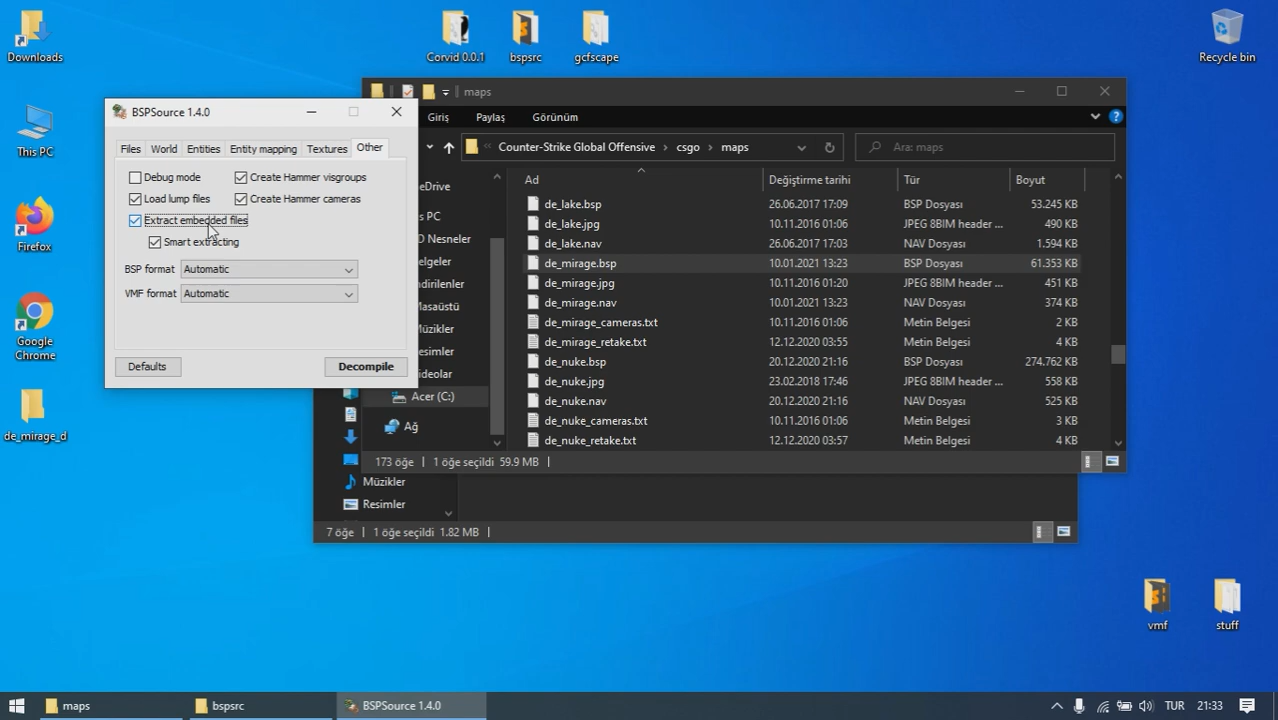 Downloads
This PC
Firefox
Google
Chrome
de_mirage_d
Corvid 0.0.1
bspsrc
gcfscape
Recycle bin
vmf
stuff
BSPSource 1.4.0
Files
World
Entities
Entity mapping
Textures
Other
Debug mode
Create Hammer visgroups
Load lump files
Create Hammer cameras
Extract embedded files
Smart extracting
BSP format
Automatic
VMF format
Automatic
Defaults
Decompile
maps
Giriş
Paylaş
Görünüm
Counter-Strike Global Offensive > csgo > maps
Ara: maps
Ad
Değiştirme tarihi
Tür
Boyut
de_lake.bsp 26.06.2017 17:09 BSP Dosyası 53.245 KB
de_lake.jpg 10.11.2016 01:06 JPEG 8BIM header ... 490 KB
de_lake.nav 26.06.2017 17:03 NAV Dosyası 1.594 KB
de_mirage.bsp 10.01.2021 13:23 BSP Dosyası 61.353 KB
de_mirage.jpg 10.11.2016 01:20 JPEG 8BIM header ... 451 KB
de_mirage.nav 10.01.2021 13:23 NAV Dosyası 374 KB
de_mirage_cameras.txt 10.11.2016 01:06 Metin Belgesi 2 KB
de_mirage_retake.txt 12.12.2020 03:55 Metin Belgesi 4 KB
de_nuke.bsp 20.12.2020 21:16 BSP Dosyası 274.762 KB
de_nuke.jpg 23.02.2018 17:46 JPEG 8BIM header ... 558 KB
de_nuke.nav 20.12.2020 21:16 NAV Dosyası 525 KB
de_nuke_cameras.txt 10.11.2016 01:06 Metin Belgesi 3 KB
de_nuke_retake.txt 12.12.2020 03:57 Metin Belgesi 4 KB
eDrive
PC
D Nesneler
elgeler
ndirilenler
asaüstü
Müzikler
esimler
ideolar
Acer (C:)
Ağ
173 öğe
1 öğe seçildi 59.9 MB
Müzikler
Resimler
7 öğe
1 öğe seçildi 1.82 MB
maps
bspsrc
BSPSource 1.4.0
TUR
21:33